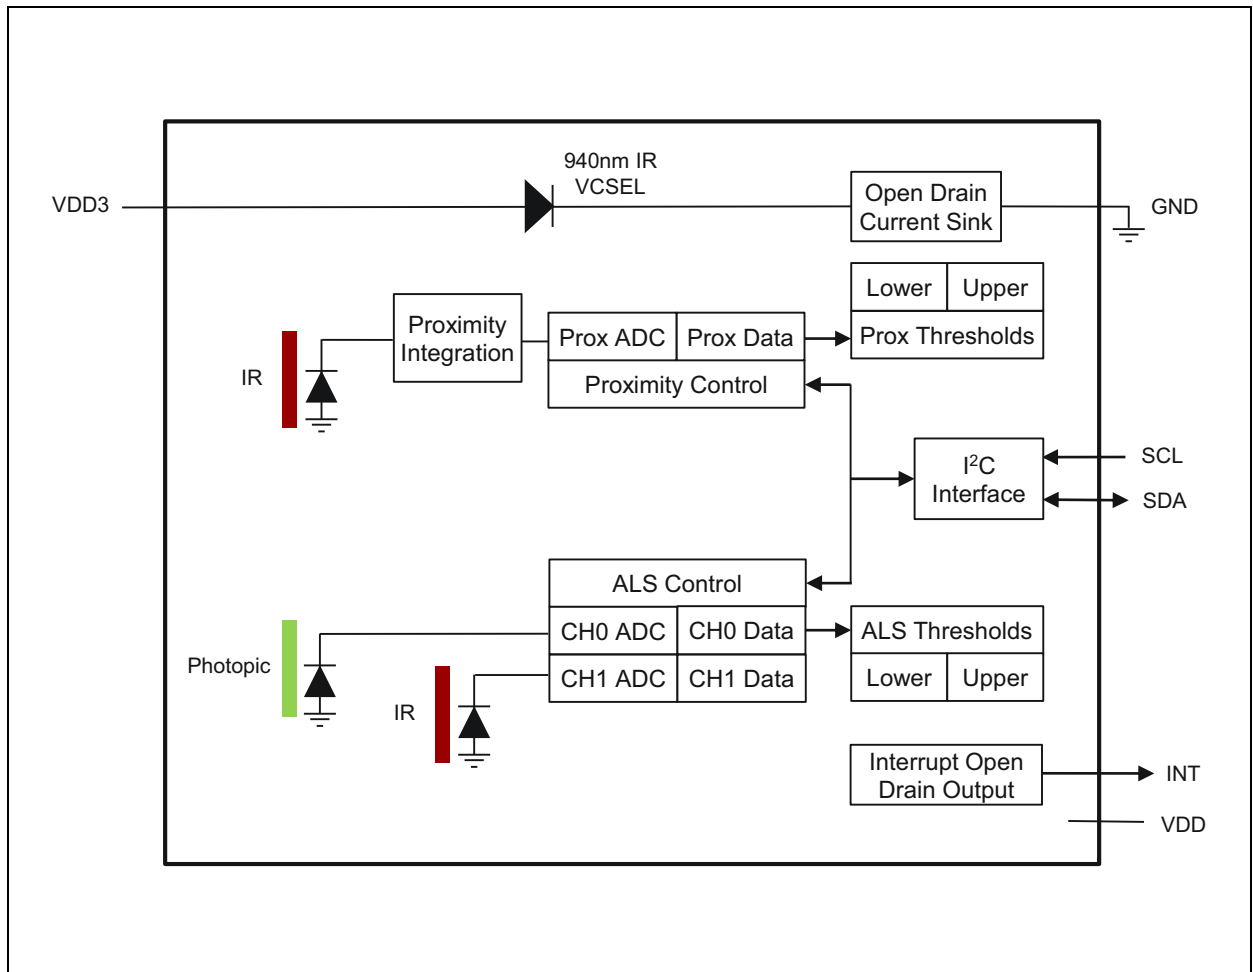 940nm IR
VCSEL
VDD3
Open Drain
Current Sink
GND
Lower Upper
Proximity
Integration
Prox ADC Prox Data
Prox Thresholds
IR
Proximity Control
I²C
Interface
SCL
SDA
ALS Control
CH0 ADC CH0 Data
ALS Thresholds
Photopic
CH1 ADC CH1 Data
Lower Upper
IR
Interrupt Open
Drain Output
INT
VDD